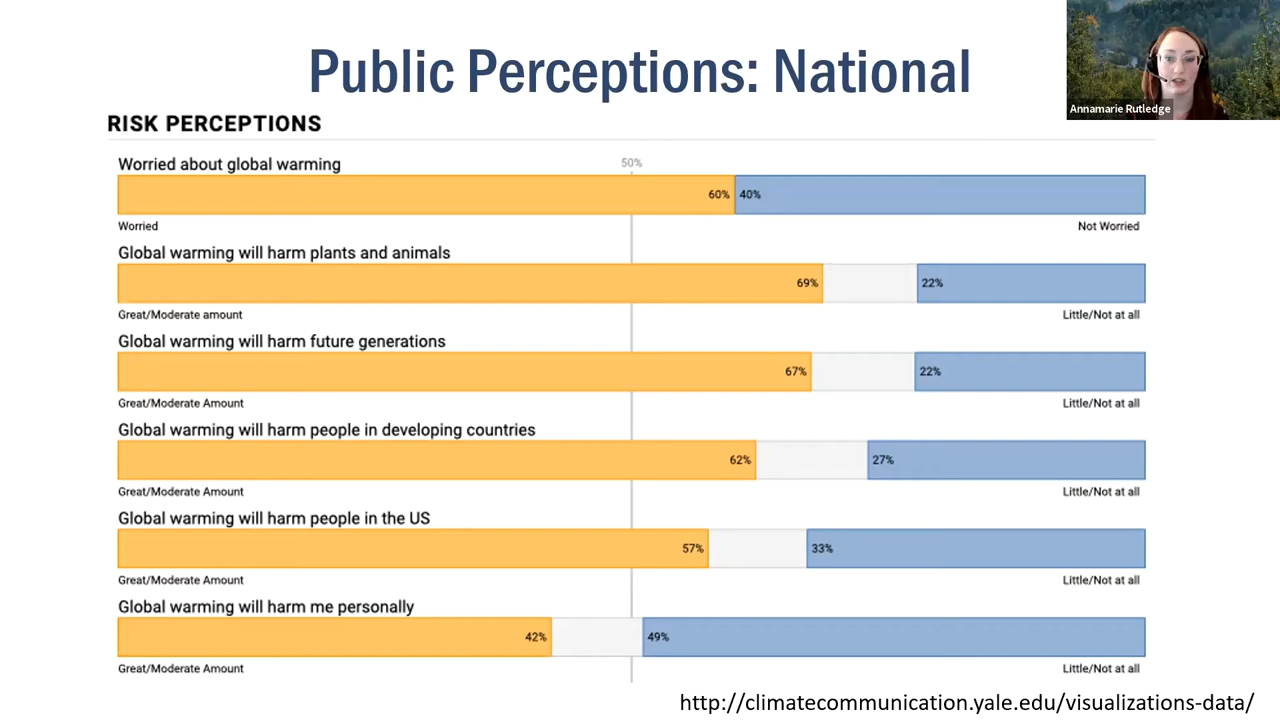 Public Perceptions: National
Annamarie Rutledge
RISK PERCEPTIONS
Worried about global warming
50%
60% 40%
Worried Not Worried
Global warming will harm plants and animals
69% 22%
Great/Moderate amount Little/Not at all
Global warming will harm future generations
67% 22%
Great/Moderate Amount Little/Not at all
Global warming will harm people in developing countries
62% 27%
Great/Moderate Amount Little/Not at all
Global warming will harm people in the US
57% 33%
Great/Moderate Amount Little/Not at all
Global warming will harm me personally
42% 49%
Great/Moderate Amount Little/Not at all
http://climatecommunication.yale.edu/visualizations-data/